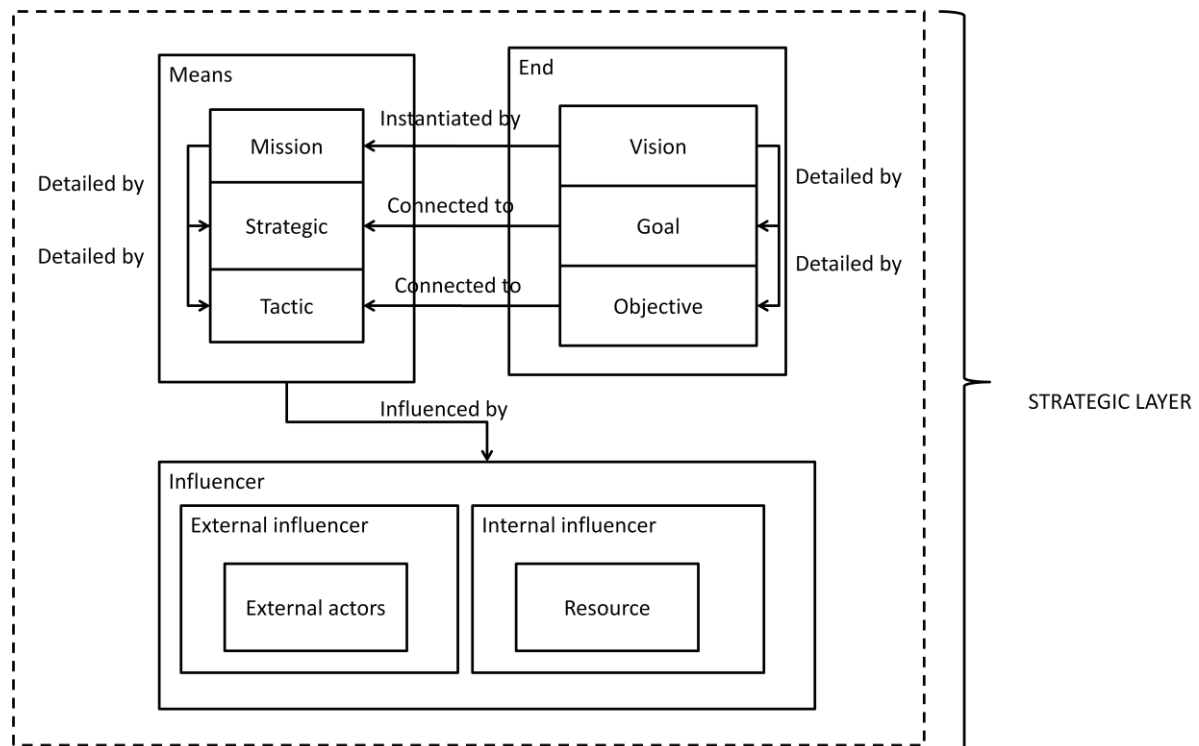 Means
End
Instantiated by
Mission
Vision
Detailed by
Detailed by
Connected to
Strategic
Goal
Detailed by
Detailed by
Connected to
Tactic
Objective
Influenced by
STRATEGIC LAYER
Influencer
External influencer
Internal influencer
External actors
Resource